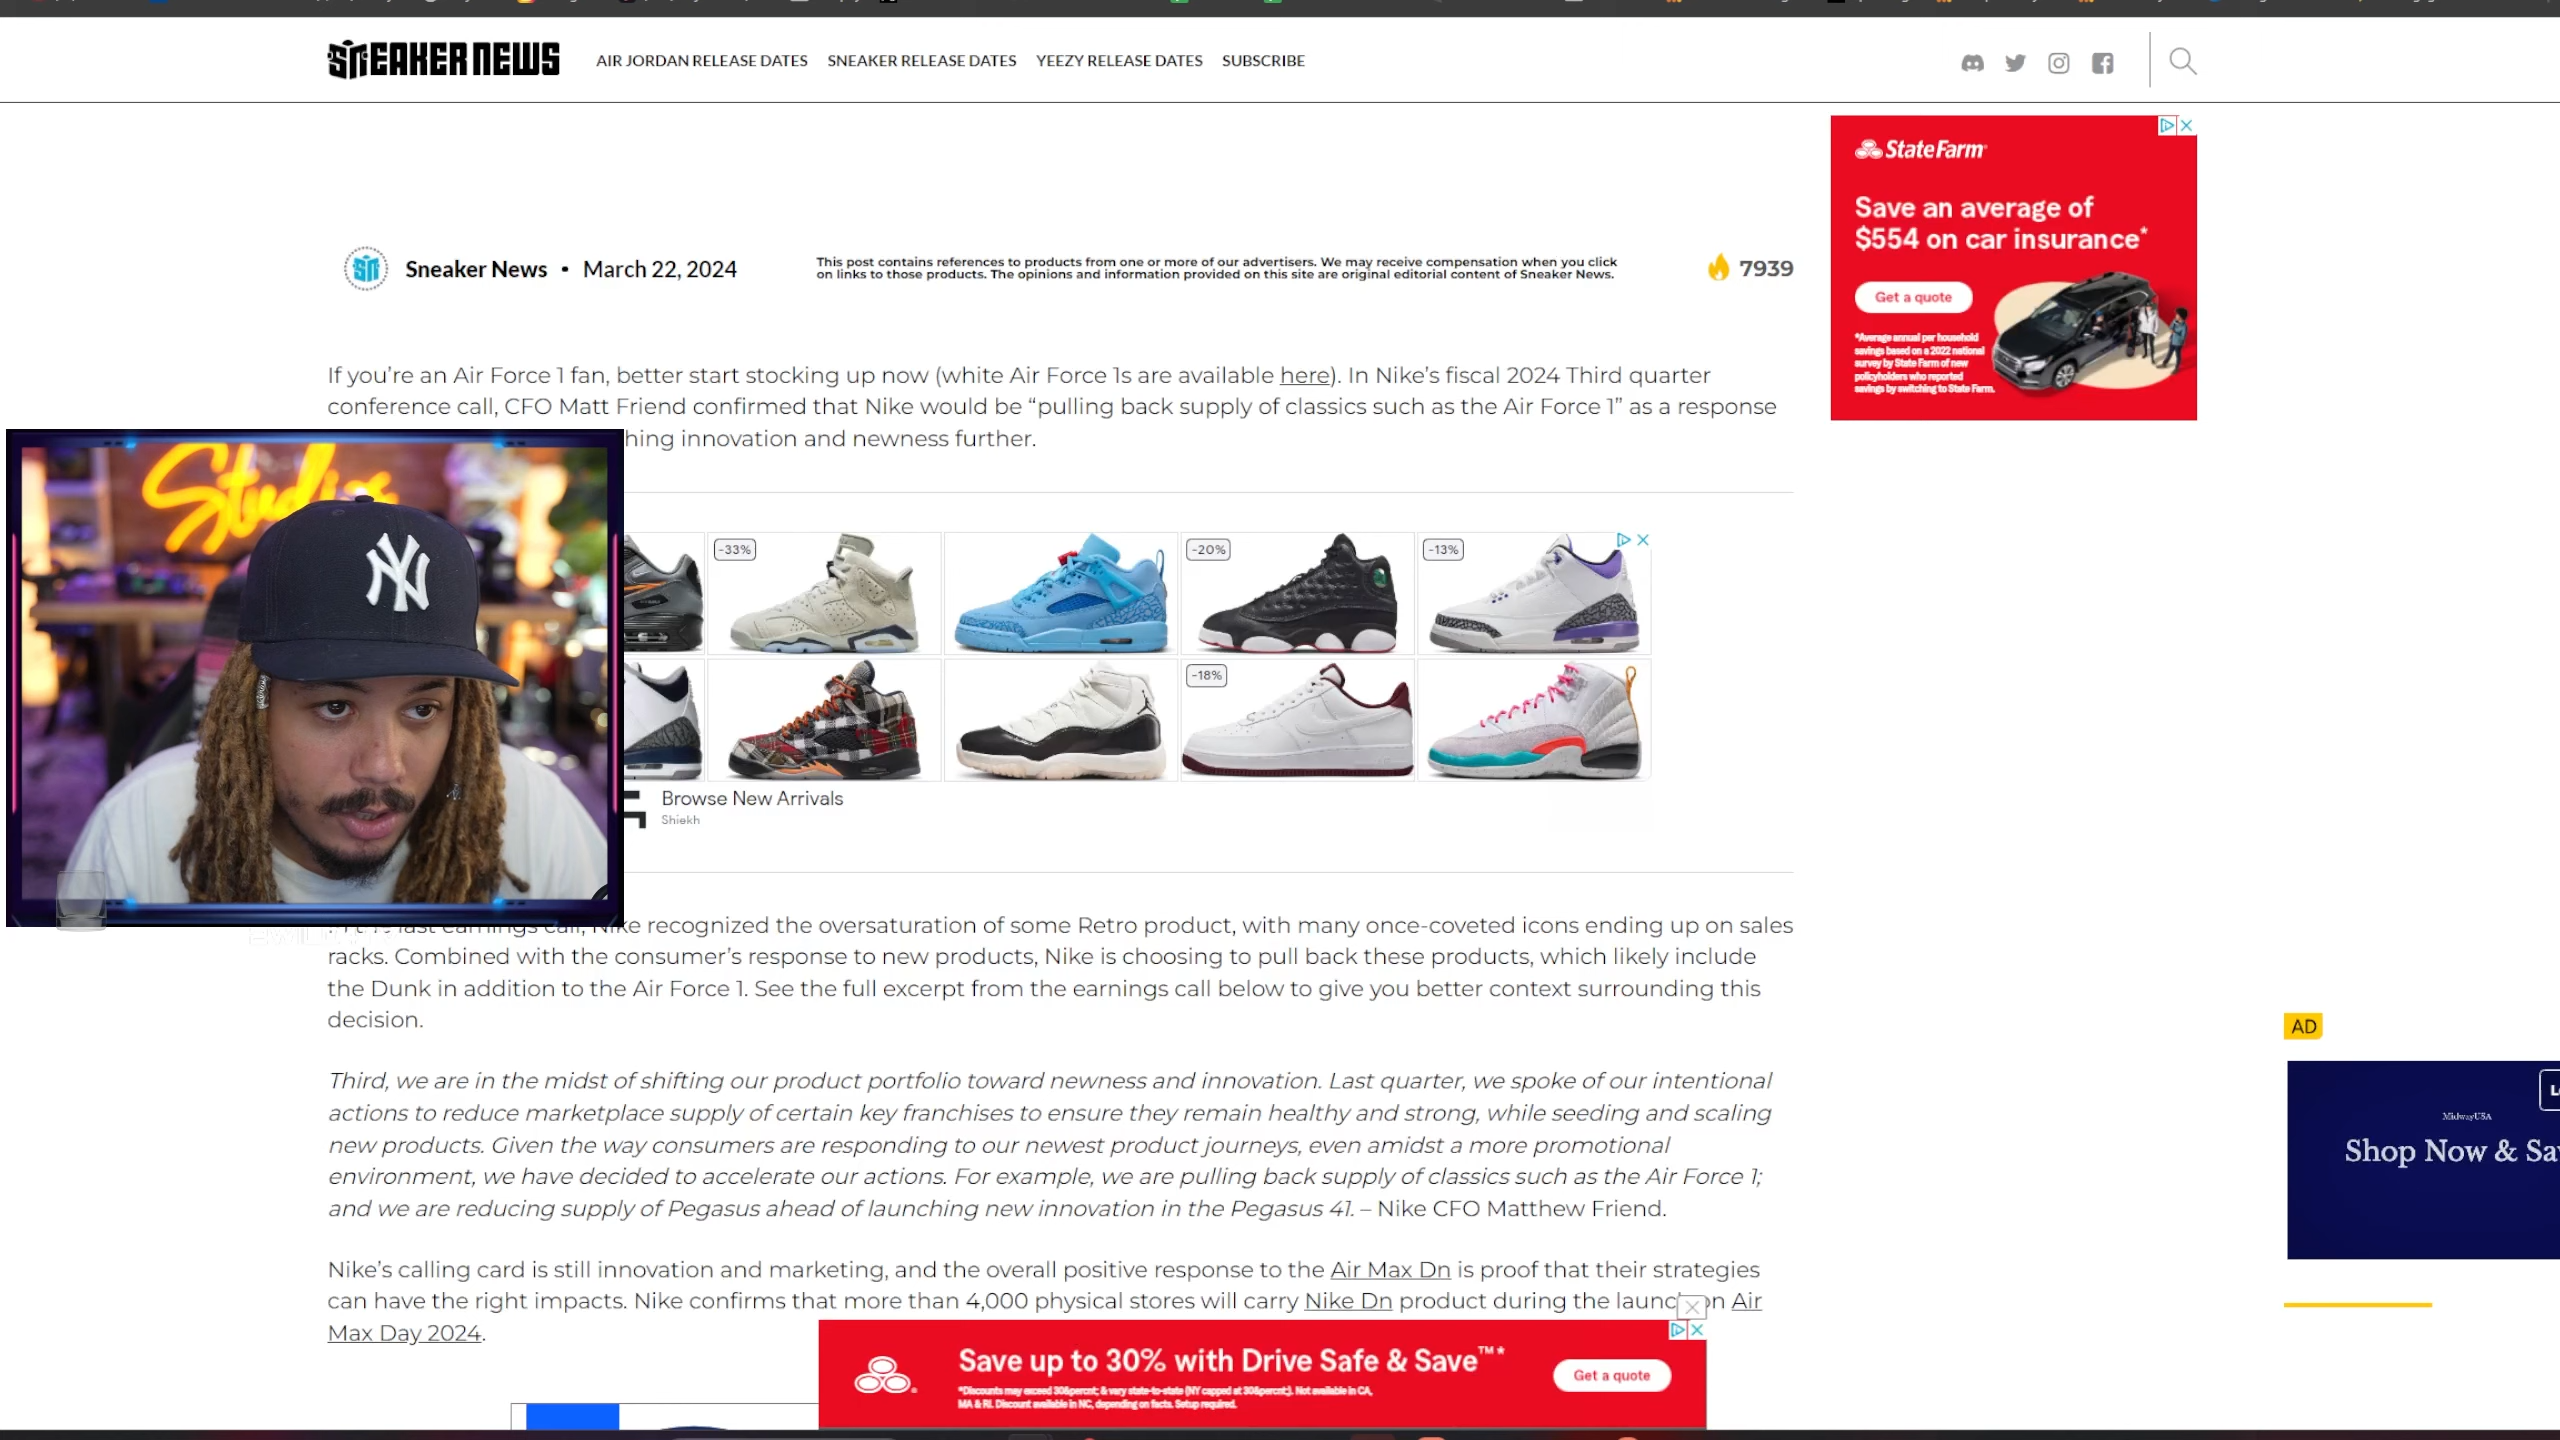 SNEAKER NEWS
AIR JORDAN RELEASE DATES
SNEAKER RELEASE DATES
YEEZY RELEASE DATES
SUBSCRIBE
StateFarm
Save an average of
$554 on car insurance*
Get a quote
*Average annual per household
savings based on a 2022 national
survey by State Farm of new
policyholders who reported
savings by switching to State Farm.
Sneaker News • March 22, 2024
This post contains references to products from one or more of our advertisers. We may receive compensation when you click
on links to those products. The opinions and information provided on this site are original editorial content of Sneaker News.
7939
If you’re an Air Force 1 fan, better start stocking up now (white Air Force 1s are available here). In Nike’s fiscal 2024 Third quarter
conference call, CFO Matt Friend confirmed that Nike would be “pulling back supply of classics such as the Air Force 1” as a response
hing innovation and newness further.
Studios
NY
-33%
-20%
-13%
-18%
Browse New Arrivals
Shiekh
last earnings call, Nike recognized the oversaturation of some Retro product, with many once-coveted icons ending up on sales
racks. Combined with the consumer’s response to new products, Nike is choosing to pull back these products, which likely include
the Dunk in addition to the Air Force 1. See the full excerpt from the earnings call below to give you better context surrounding this
decision.
Third, we are in the midst of shifting our product portfolio toward newness and innovation. Last quarter, we spoke of our intentional
actions to reduce marketplace supply of certain key franchises to ensure they remain healthy and strong, while seeding and scaling
new products. Given the way consumers are responding to our newest product journeys, even amidst a more promotional
environment, we have decided to accelerate our actions. For example, we are pulling back supply of classics such as the Air Force 1;
and we are reducing supply of Pegasus ahead of launching new innovation in the Pegasus 41. – Nike CFO Matthew Friend.
Nike’s calling card is still innovation and marketing, and the overall positive response to the Air Max Dn is proof that their strategies
can have the right impacts. Nike confirms that more than 4,000 physical stores will carry Nike Dn product during the launch on Air
Max Day 2024.
AD
MidwayUSA
Shop Now & Sa
Save up to 30% with Drive Safe & Save™*
*Discounts may exceed 30&percnt; & vary state-to-state (NY capped at 30&percnt;). Not available in CA,
MA & RI. Discount available in NC, depending on facts. Setup required.
Get a quote